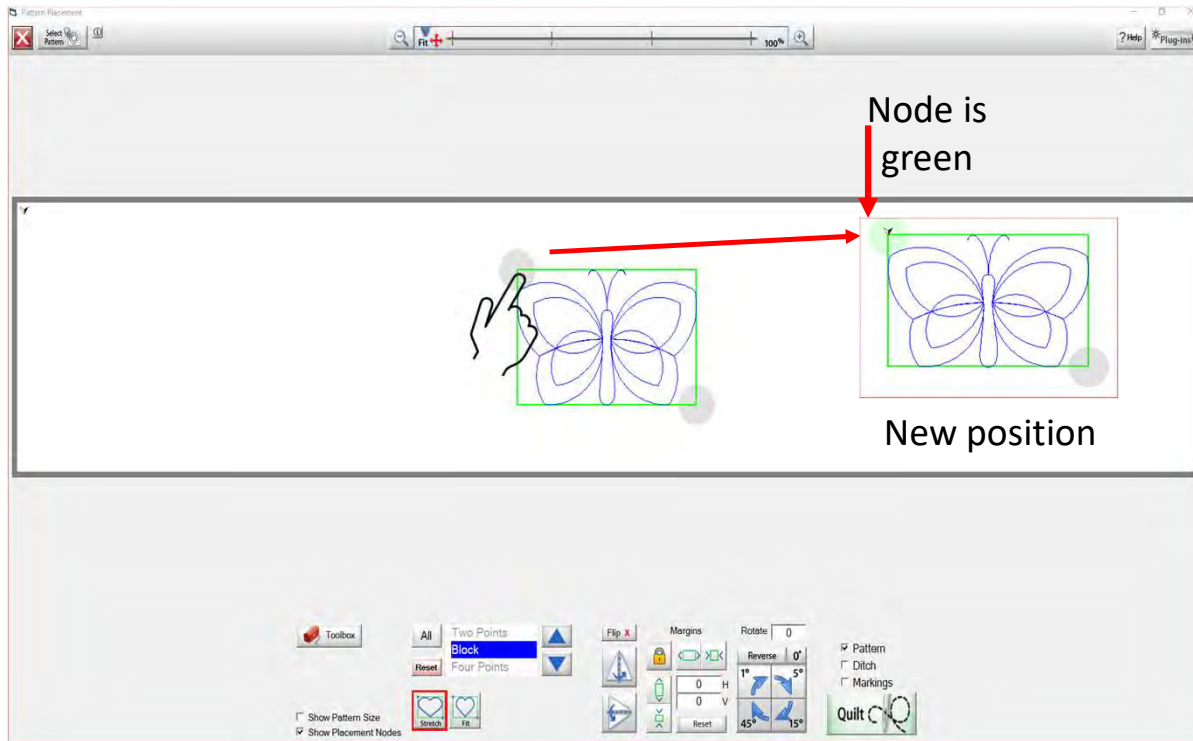 Pattern Placement
Select Pattern
Fit
100%
? Help
Plug-ins
Node is
green
New position
Toolbox
All
Two Points
Block
Reset
Four Points
Stretch
Fit
Show Pattern Size
Show Placement Nodes
Flip X
Margins
0 H
0 V
Reset
Rotate 0
Reverse 0°
1° 5°
45° 15°
Pattern
Ditch
Markings
Quilt